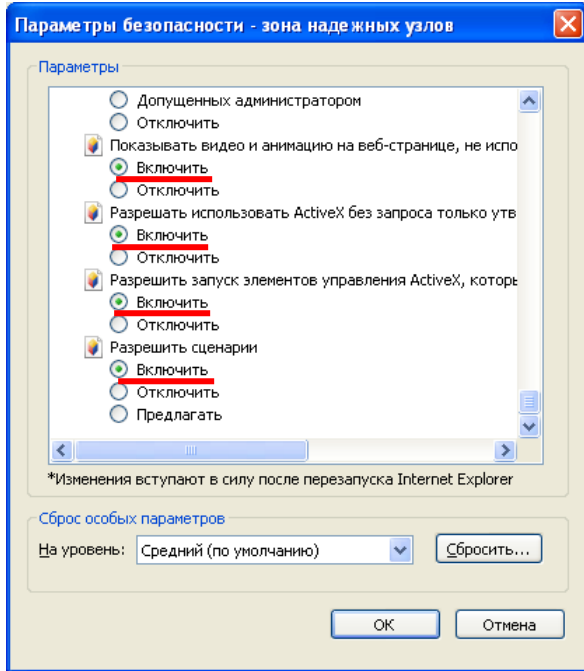 Параметры безопасности - зона надежных узлов
Параметры
Допущенных администратором
Отключить
Показывать видео и анимацию на веб-странице, не испо
Включить
Отключить
Разрешать использовать ActiveX без запроса только утв
Включить
Отключить
Разрешить запуск элементов управления ActiveX, которы
Включить
Отключить
Разрешить сценарии
Включить
Отключить
Предлагать
*Изменения вступают в силу после перезапуска Internet Explorer
Сброс особых параметров
На уровень: Средний (по умолчанию) Сбросить...
ОК Отмена